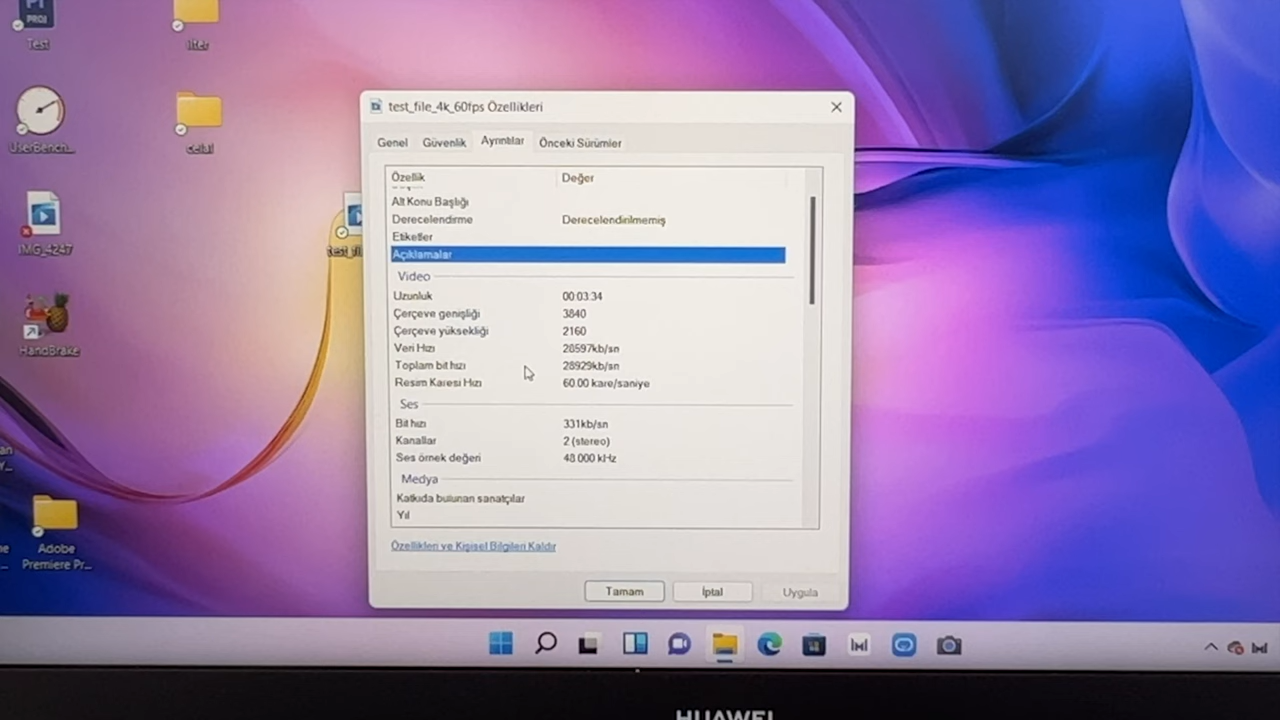 PROJ
Test
test_file_4k_60fps Özellikleri
Genel Güvenlik Ayrıntılar Önceki Sürümler
UserBench...
celal
Özellik Değer
Alt Konu Başlığı
Derecelendirme Derecelendirilmemiş
Etiketler
IMG_4247
test_fil
Açıklamalar
Video
Uzunluk 00:03:34
Çerçeve genişliği 3840
Çerçeve yüksekliği 2160
Veri Hızı 28597kb/sn
HandBrake
Toplam bit hızı 28929kb/sn
Resim Karesi Hızı 60.00 kare/saniye
Ses
Bit hızı 331kb/sn
Kanallar 2 (stereo)
Ses örnek değeri 48.000 kHz
Medya
Katkıda bulunan sanatçılar
Yıl
Adobe
Premiere Pr...
Özellikleri ve Kişisel Bilgileri Kaldır
Tamam İptal Uygula
HUAWEI